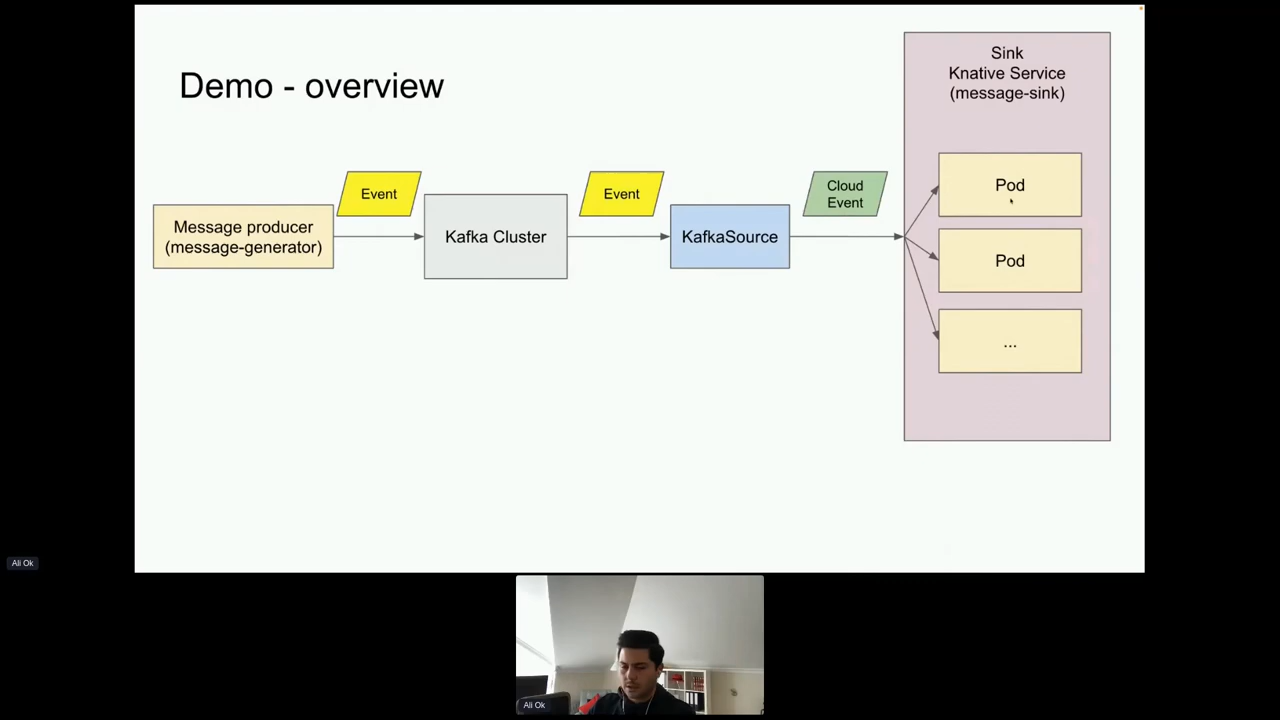 Demo - overview
Sink
Knative Service
(message-sink)
Event
Event
Cloud
Event
Message producer
(message-generator)
Kafka Cluster
KafkaSource
Pod
Pod
...
Ali Ok
Ali Ok